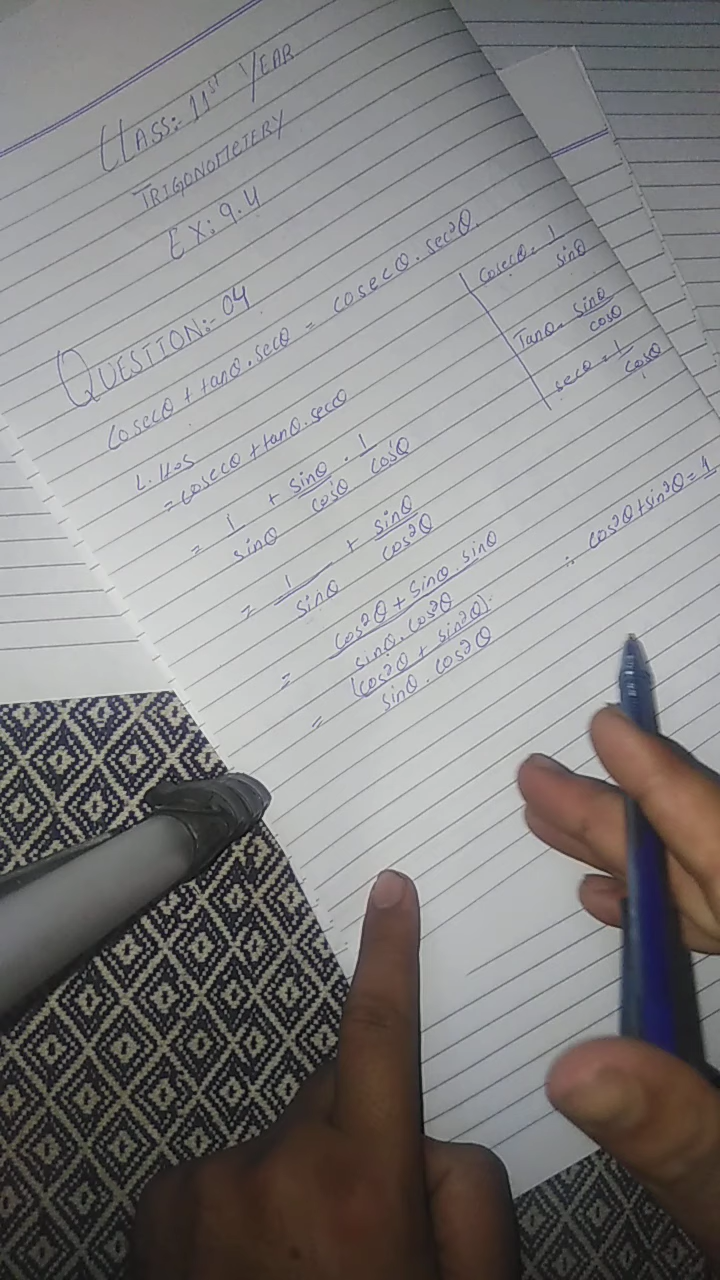 CLASS:- 11ˢᵗ YEAR
TRIGONOMETERY
EX: 9.4
QUESTION:- 04
cosecθ + tanθ . secθ = cosecθ . sec²θ.
cosecθ = 1/sinθ
Tanθ = sinθ/cosθ
secθ = 1/cosθ
L.H.S
= cosecθ + tanθ . secθ
= 1/sinθ + sinθ/cosθ . 1/cosθ
= 1/sinθ + sinθ/cos²θ
= cos²θ + sinθ . sinθ / sinθ . cos²θ
= (cos²θ + sin²θ) / sinθ . cos²θ
∴ cos²θ + sin²θ = 1